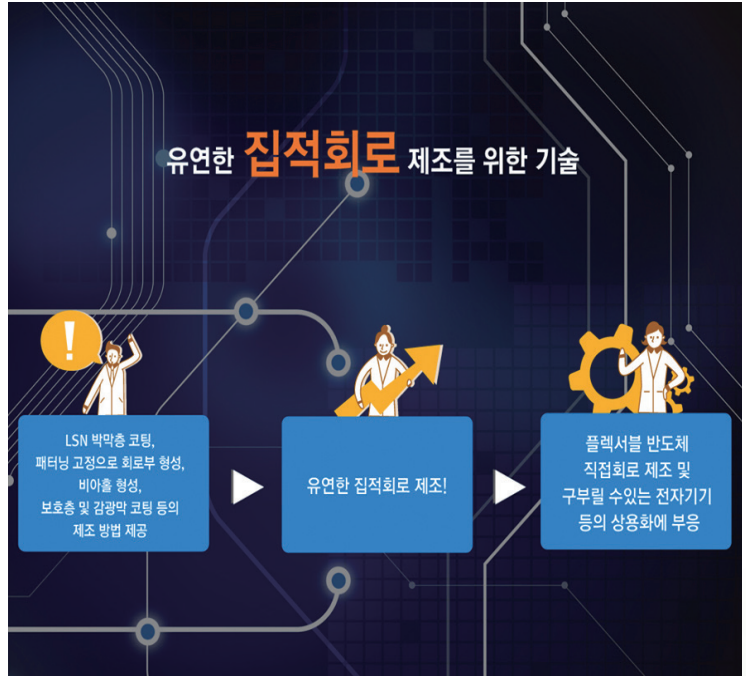 유연한 집적회로 제조를 위한 기술
!
LSN 박막층 코팅,
패터닝 고정으로 회로부 형성,
비아홀 형성,
보호층 및 감광막 코팅 등의
제조 방법 제공
유연한 집적회로 제조!
플렉서블 반도체
직접회로 제조 및
구부릴 수있는 전자기기
등의 상용화에 부응